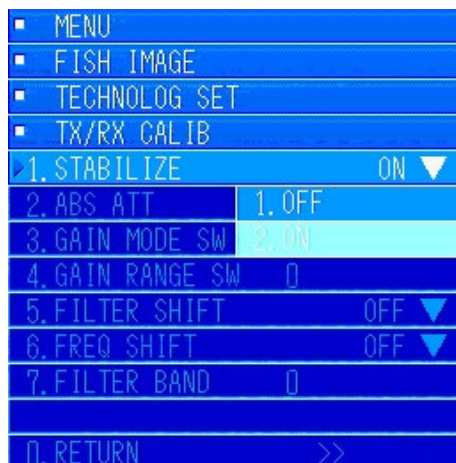 MENU
FISH IMAGE
TECHNOLOG SET
TX/RX CALIB
1. STABILIZE ON
2. ABS ATT 1. OFF
3. GAIN MODE SW 2. ON
4. GAIN RANGE SW 0
5. FILTER SHIFT OFF
6. FREQ SHIFT OFF
7. FILTER BAND 0
0. RETURN >>